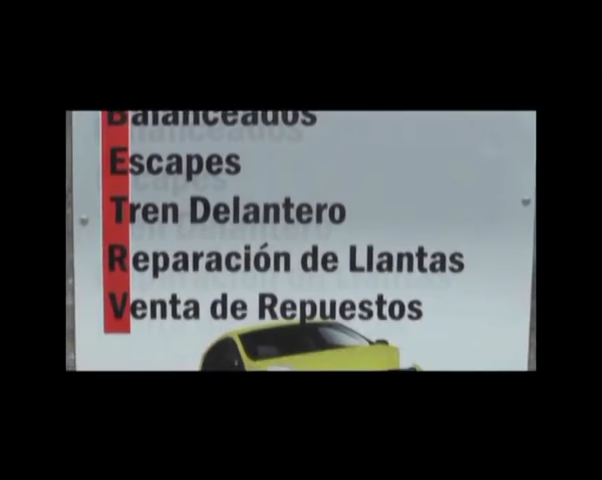 Balanceados
Escapes
Tren Delantero
Reparación de Llantas
Venta de Repuestos